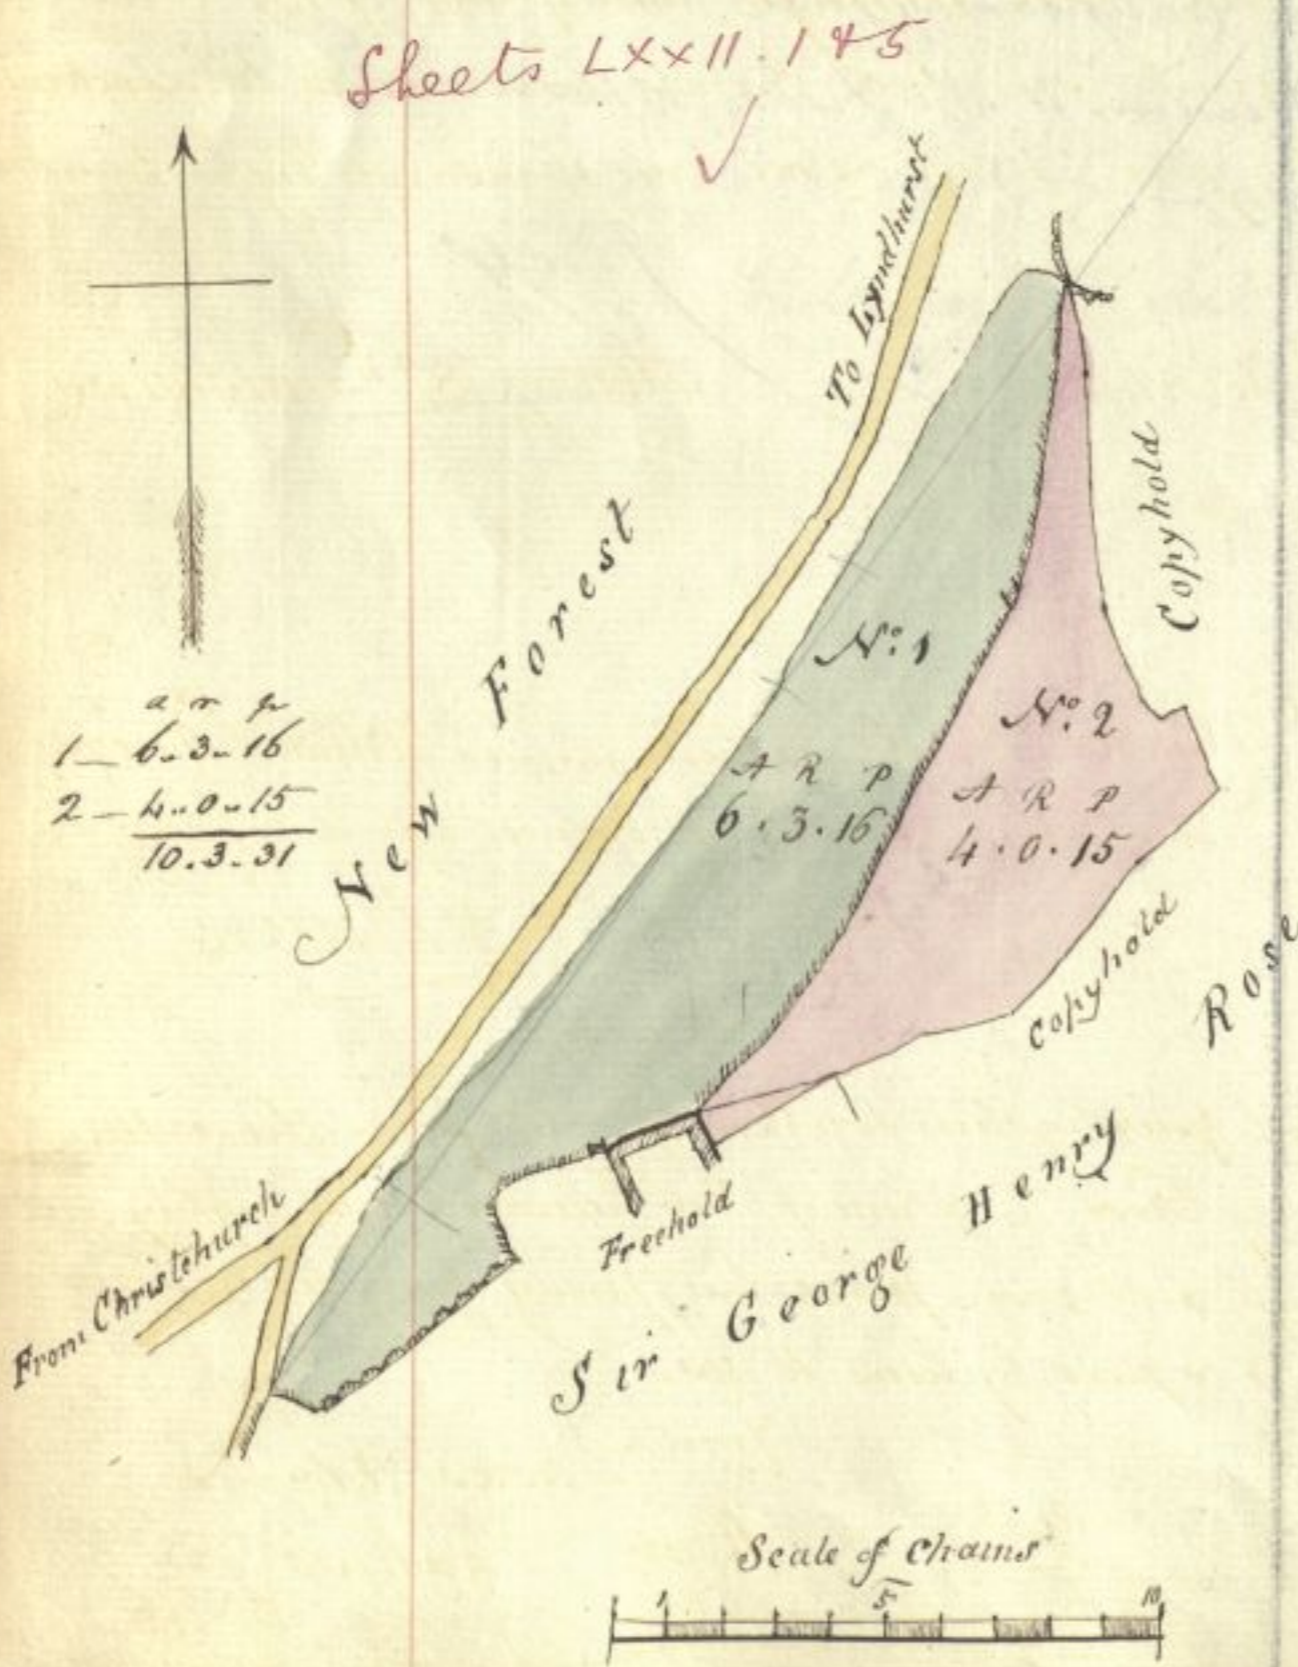 Sheets LXXII. 1 & 5
To Lyndhurst
Copyhold
New Forest
No. 1
A R P
6. 3. 16
No. 2
A R P
4. 0. 15
a r p
1 — 6. 3. 16
2 — 4. 0. 15
10. 3. 31
Copyhold
From Christchurch
Freehold
Sir George Henry Rose
Scale of Chains
1 5 10